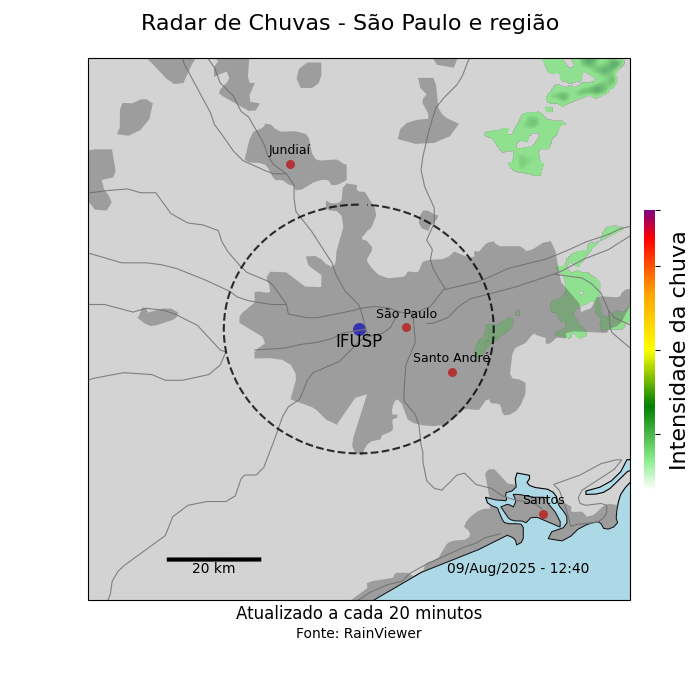 Radar de Chuvas - São Paulo e região
Jundiaí
São Paulo
IFUSP
Santo André
Santos
20 km
09/Aug/2025 - 12:40
Intensidade da chuva
Atualizado a cada 20 minutos
Fonte: RainViewer